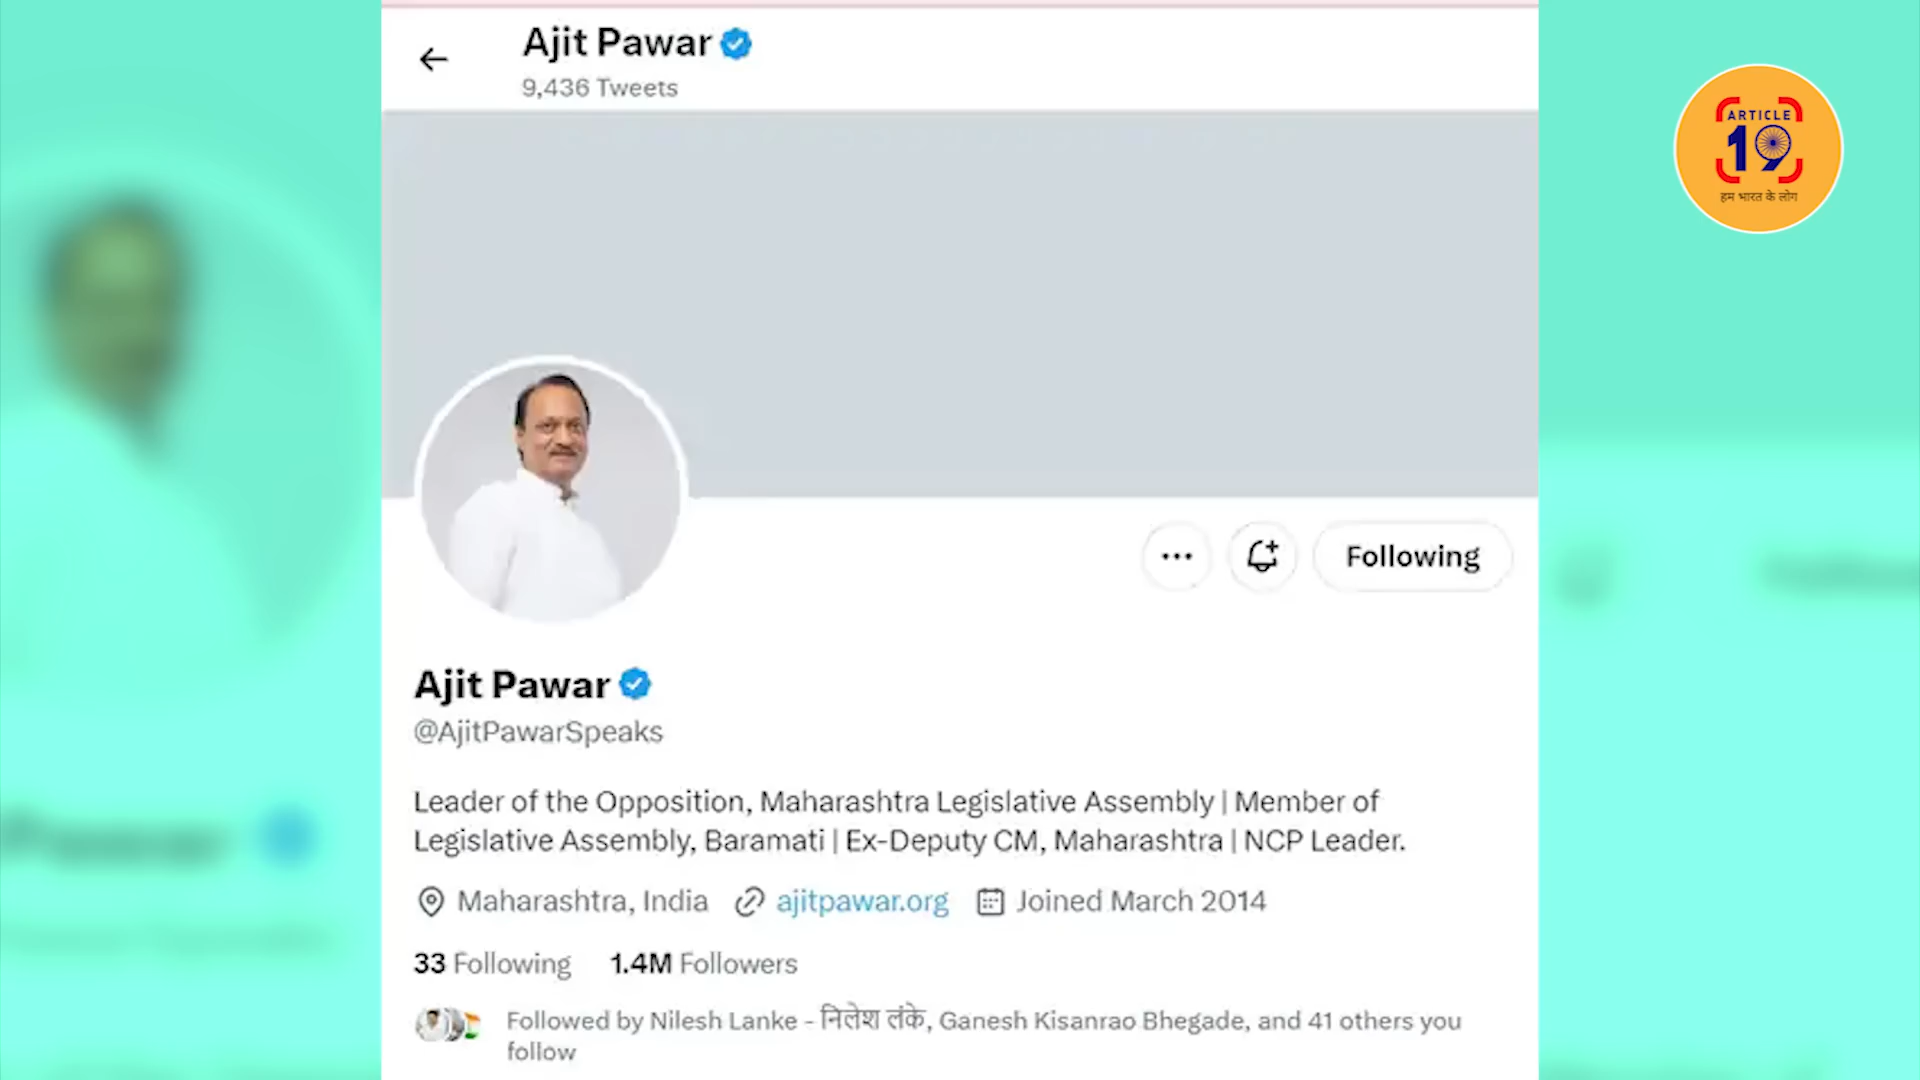 Ajit Pawar
9,436 Tweets
ARTICLE
19
हम भारत के लोग
Following
Ajit Pawar
@AjitPawarSpeaks
Leader of the Opposition, Maharashtra Legislative Assembly | Member of
Legislative Assembly, Baramati | Ex-Deputy CM, Maharashtra | NCP Leader.
Maharashtra, India ajitpawar.org Joined March 2014
33 Following 1.4M Followers
Followed by Nilesh Lanke - निलेश लंके, Ganesh Kisanrao Bhegade, and 41 others you
follow